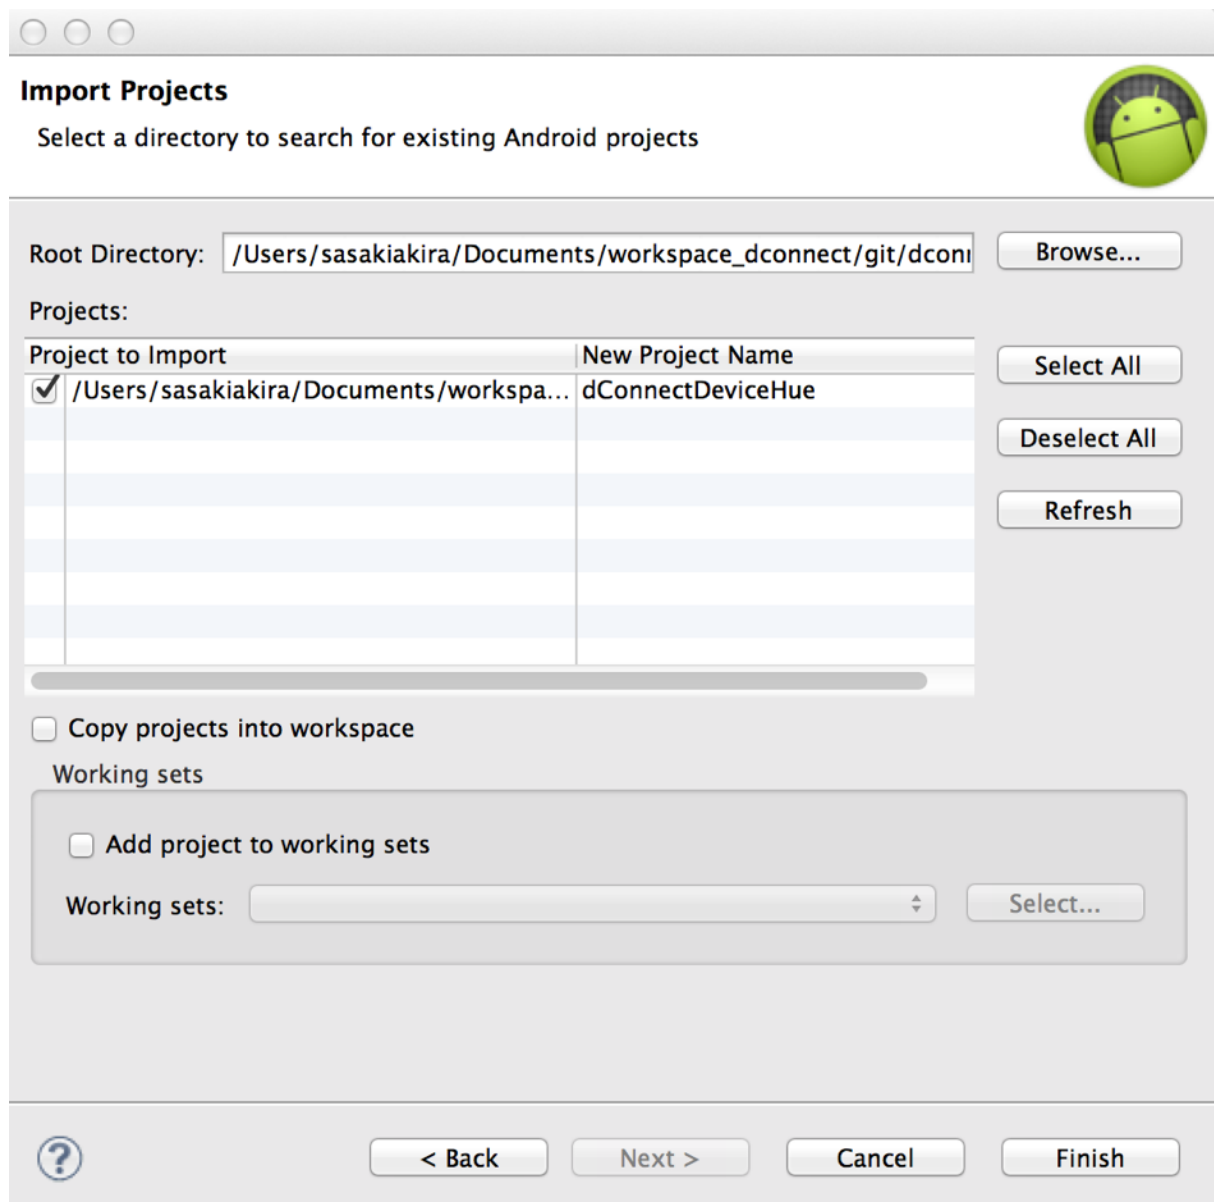 Import Projects
Select a directory to search for existing Android projects
Root Directory: /Users/sasakiakira/Documents/workspace_dconnect/git/dcon Browse...
Projects:
Project to Import New Project Name
/Users/sasakiakira/Documents/workspa... dConnectDeviceHue
Select All
Deselect All
Refresh
Copy projects into workspace
Working sets
Add project to working sets
Working sets: Select...
? < Back Next > Cancel Finish